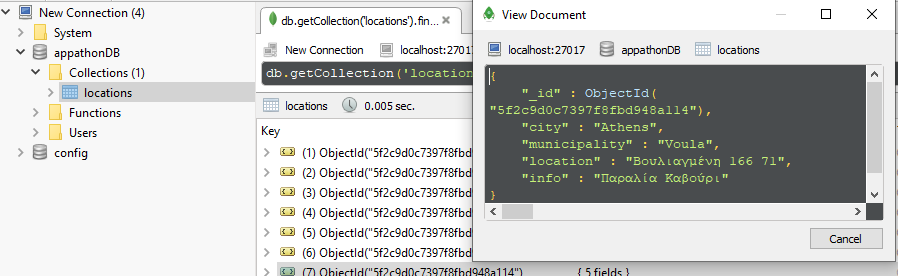 New Connection (3)
System
appathonDB
Collections (1)
locations
Functions
Users
config
db.getCollection('locations').fin...
New Connection
localhost:27017
db.getCollection('location
locations
0.005 sec.
Key
(1) ObjectId("5f2c9d0c7397f8fbd
(2) ObjectId("5f2c9d0c7397f8fbd
(3) ObjectId("5f2c9d0c7397f8fbd
(4) ObjectId("5f2c9d0c7397f8fbd
(5) ObjectId("5f2c9d0c7397f8fbd
(6) ObjectId("5f2c9d0c7397f8fbd
(7) ObjectId("5f2c9d0c7397f8fbd948a114") { 5 fields }
View Document
localhost:27017 appathonDB locations
{
"_id" : ObjectId(
"5f2c9d0c7397f8fbd948a114"),
"city" : "Athens",
"municipality" : "Voula",
"location" : "Βουλιαγμένη 166 71",
"info" : "Παραλία Καβούρι"
}
Cancel